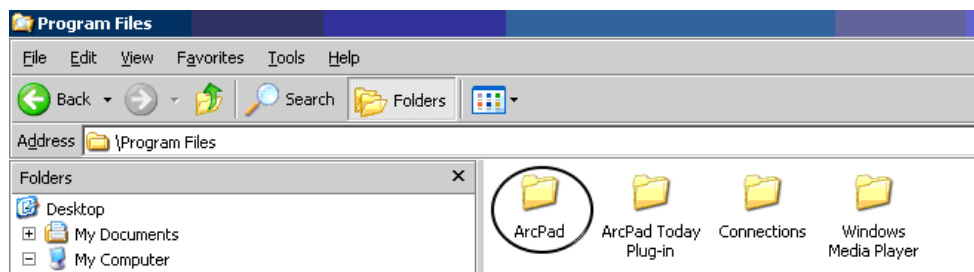 Program Files
File Edit View Favorites Tools Help
Back Search Folders
Address \Program Files
Folders
Desktop
My Documents
My Computer
ArcPad ArcPad Today Plug-in Connections Windows Media Player